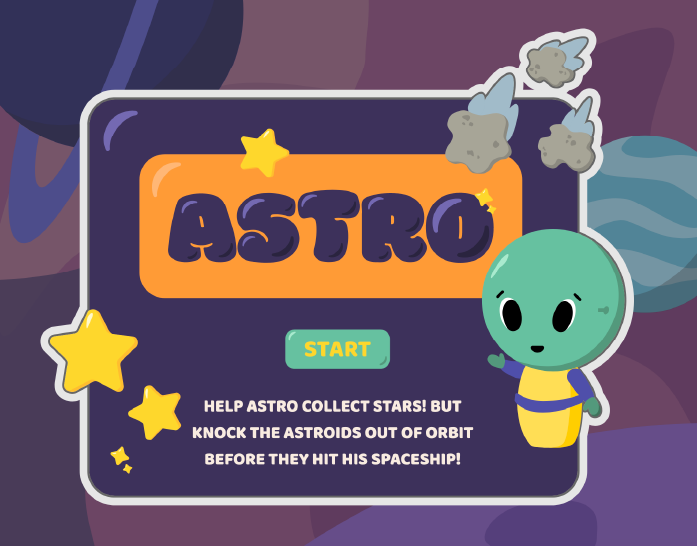 ASTRO
START
HELP ASTRO COLLECT STARS! BUT
KNOCK THE ASTROIDS OUT OF ORBIT
BEFORE THEY HIT HIS SPACESHIP!